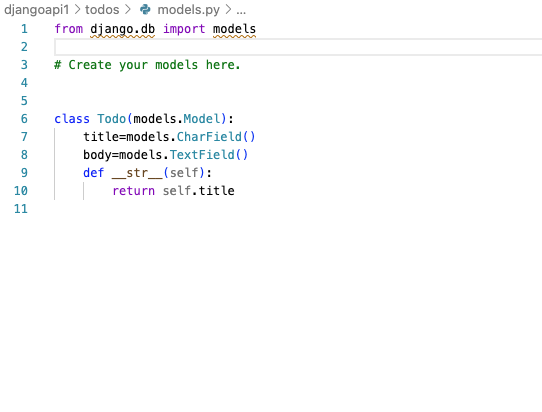 djangoapi1 > todos > models.py > ...
1 from django.db import models
2
3 # Create your models here.
4
5
6 class Todo(models.Model):
7     title=models.CharField()
8     body=models.TextField()
9     def __str__(self):
10         return self.title
11